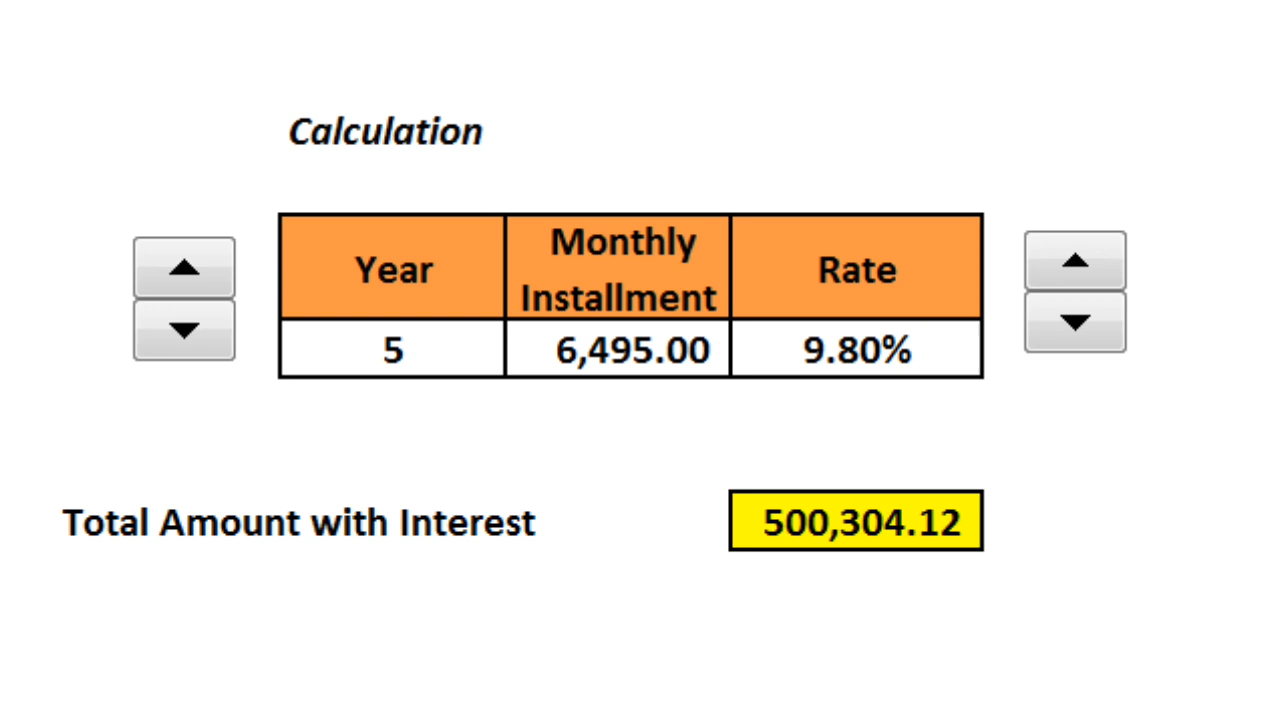 Calculation
Year
Monthly
Installment
Rate
5
6,495.00
9.80%
Total Amount with Interest
500,304.12